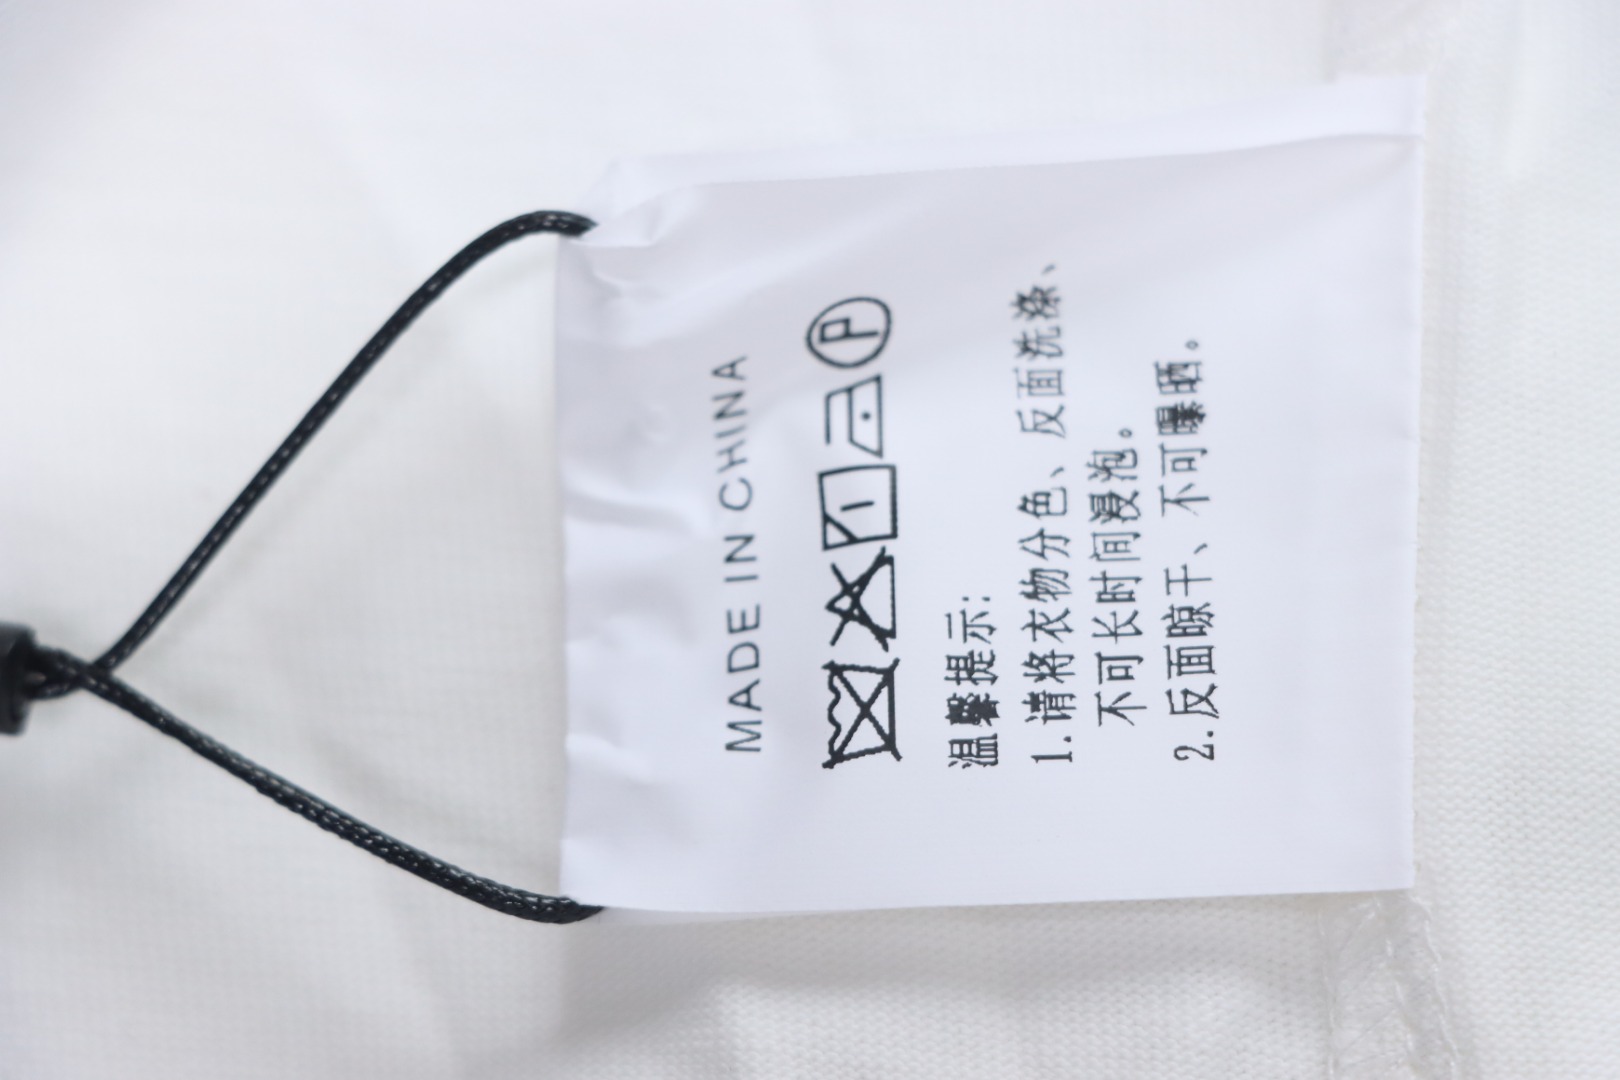 MADE IN CHINA
P
温馨提示:
1.请将衣物分色、反面洗涤、
不可长时间浸泡。
2.反面晾干、不可曝晒。